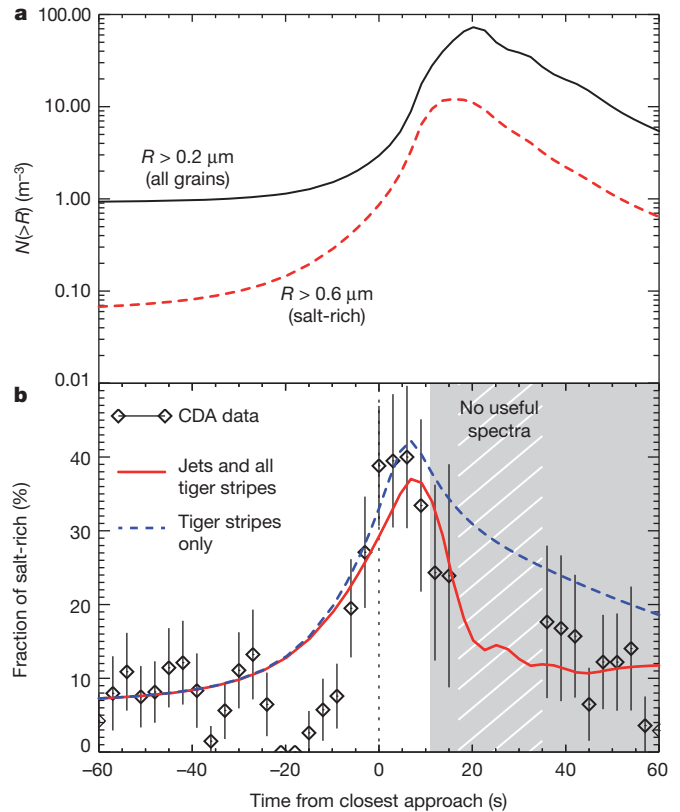 a
100.00
10.00
1.00
0.10
0.01
N(>R) (m⁻³)
R > 0.2 μm
(all grains)
R > 0.6 μm
(salt-rich)
b
CDA data
Jets and all
tiger stripes
Tiger stripes
only
No useful
spectra
40
30
20
10
0
Fraction of salt-rich (%)
−60 −40 −20 0 20 40 60
Time from closest approach (s)